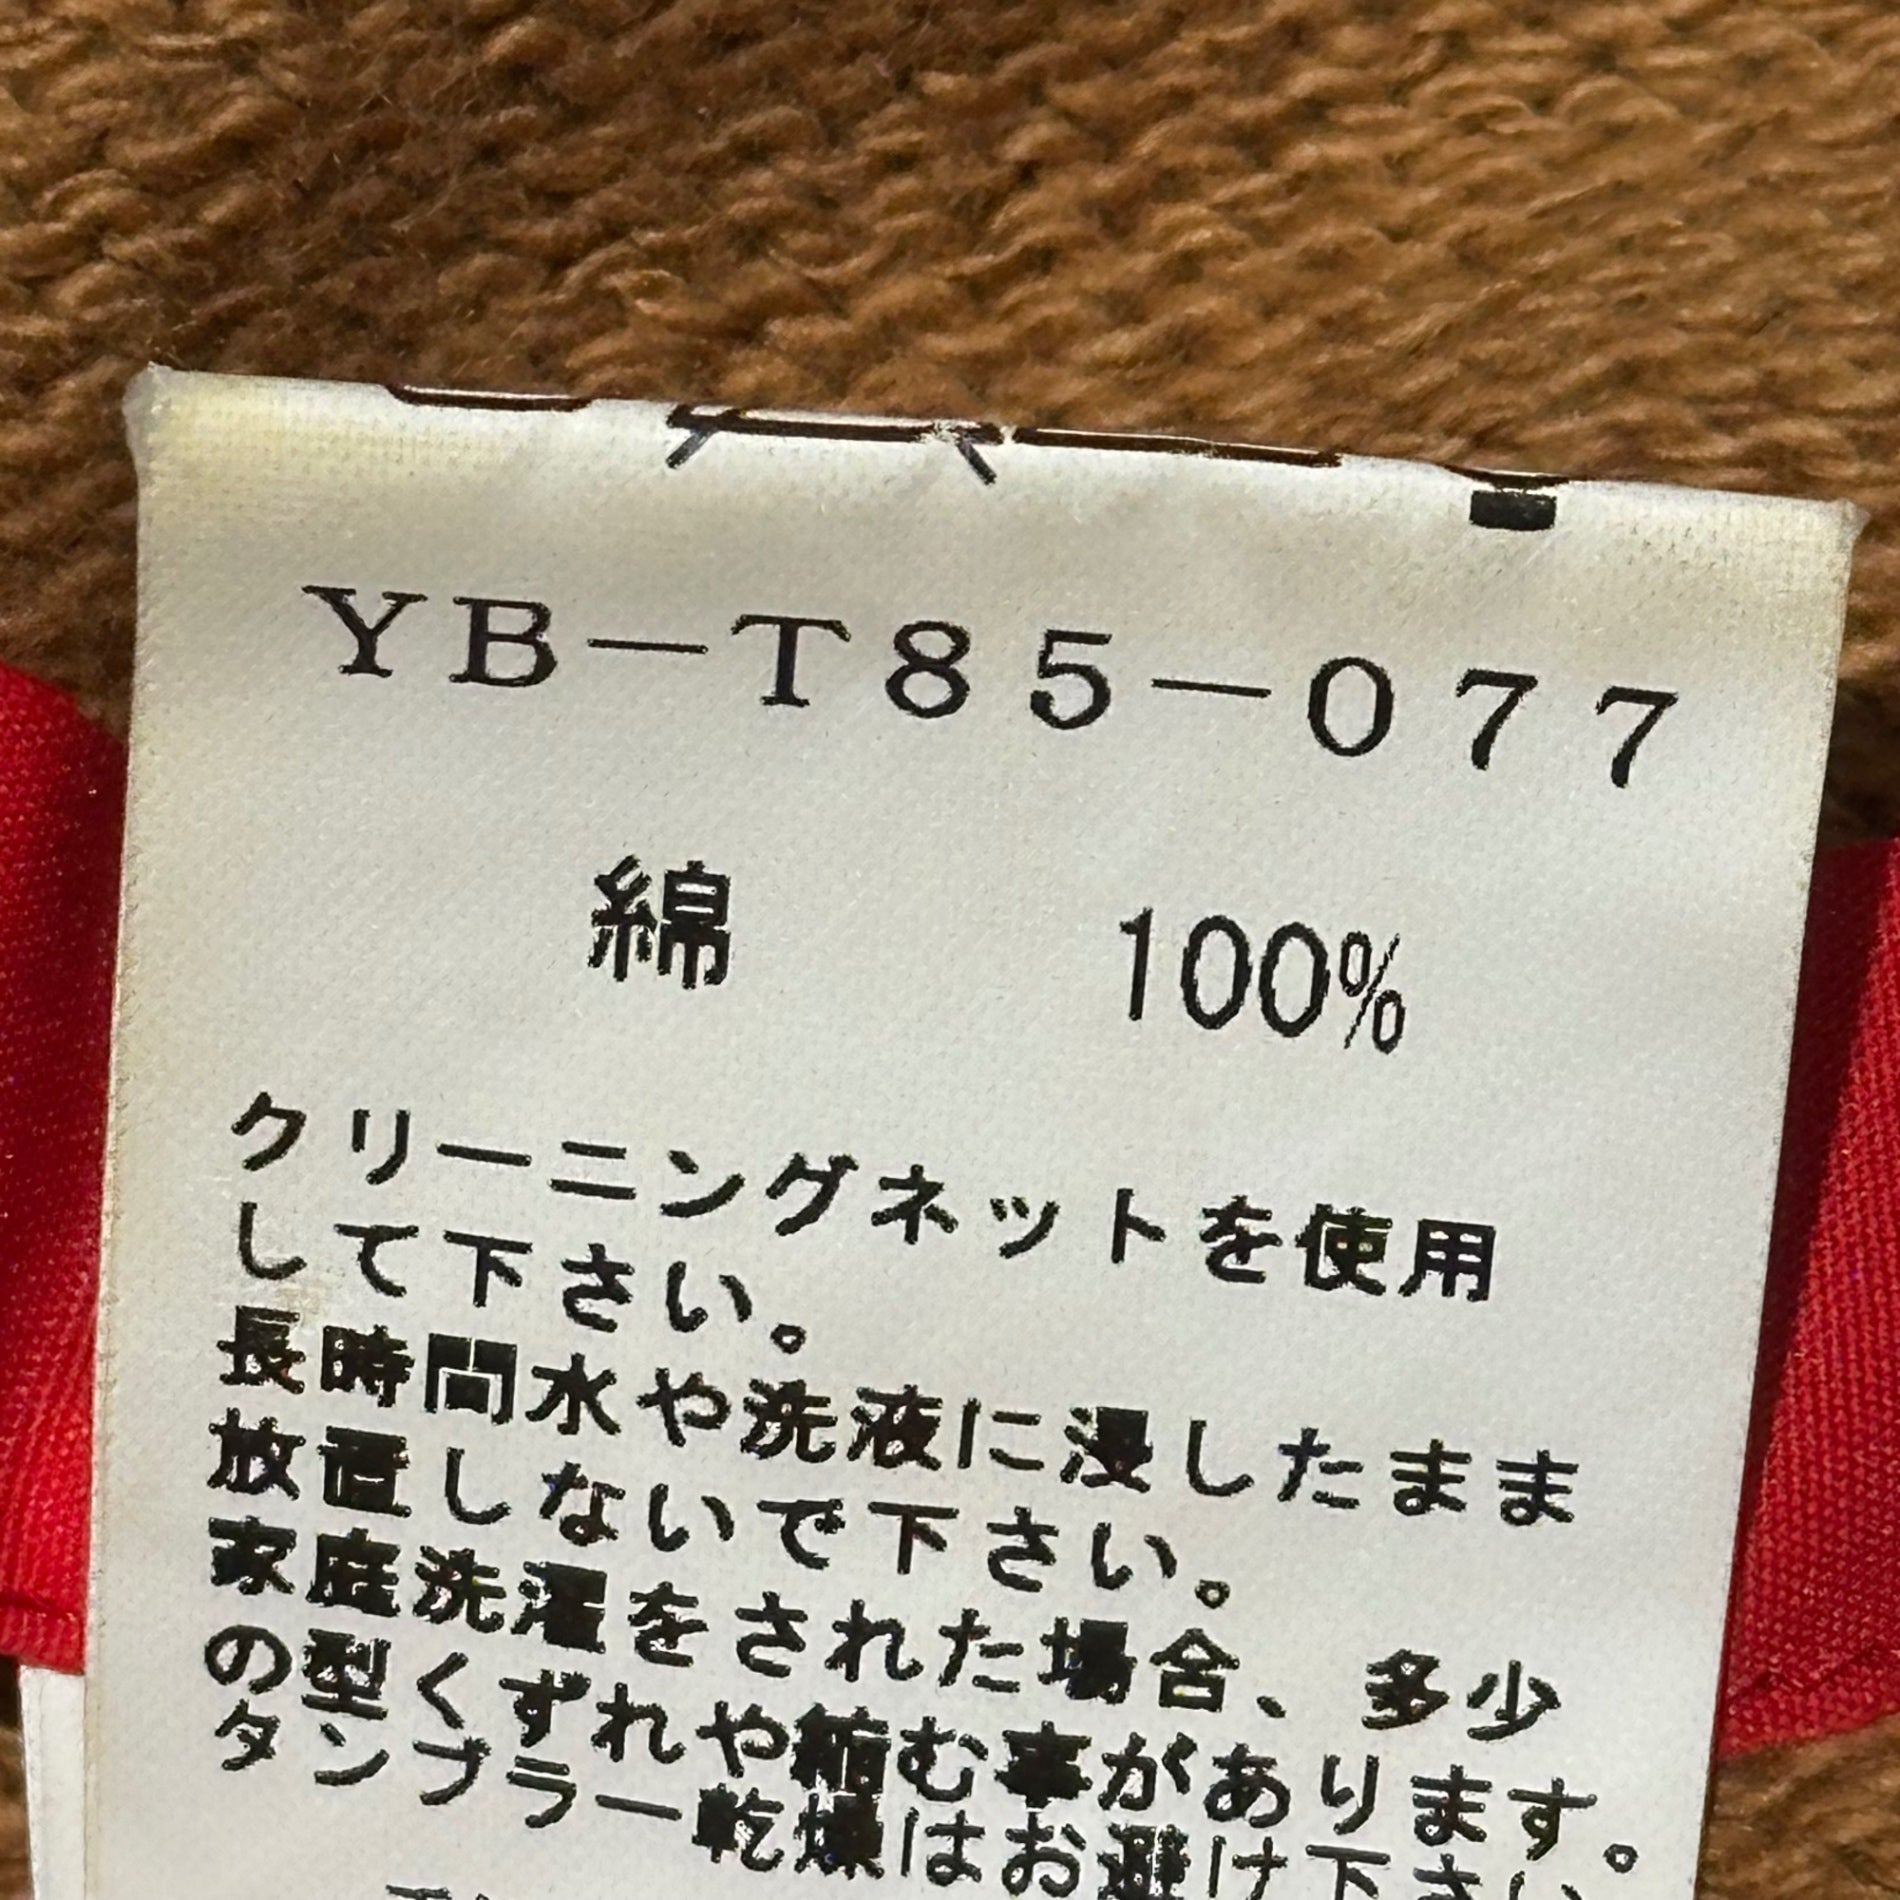 YB－T85－077
綿 100%
クリーニングネットを使用
して下さい。
長時間水や洗液に浸したまま
放置しないで下さい。
家庭洗濯をされた場合、多少
の型くずれや縮む事があります。
タンブラー乾燥はお避け下さい